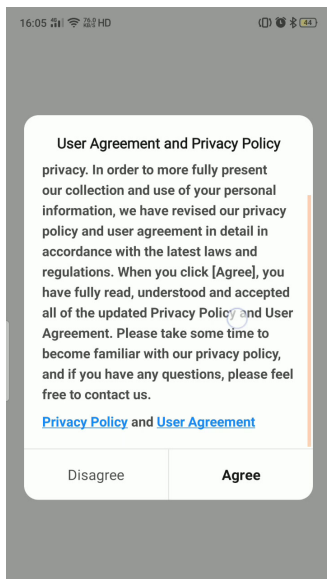 16:05 76.0 KB/S HD 44
User Agreement and Privacy Policy
privacy. In order to more fully present
our collection and use of your personal
information, we have revised our privacy
policy and user agreement in detail in
accordance with the latest laws and
regulations. When you click [Agree], you
have fully read, understood and accepted
all of the updated Privacy Policy and User
Agreement. Please take some time to
become familiar with our privacy policy,
and if you have any questions, please feel
free to contact us.
Privacy Policy and User Agreement
Disagree Agree